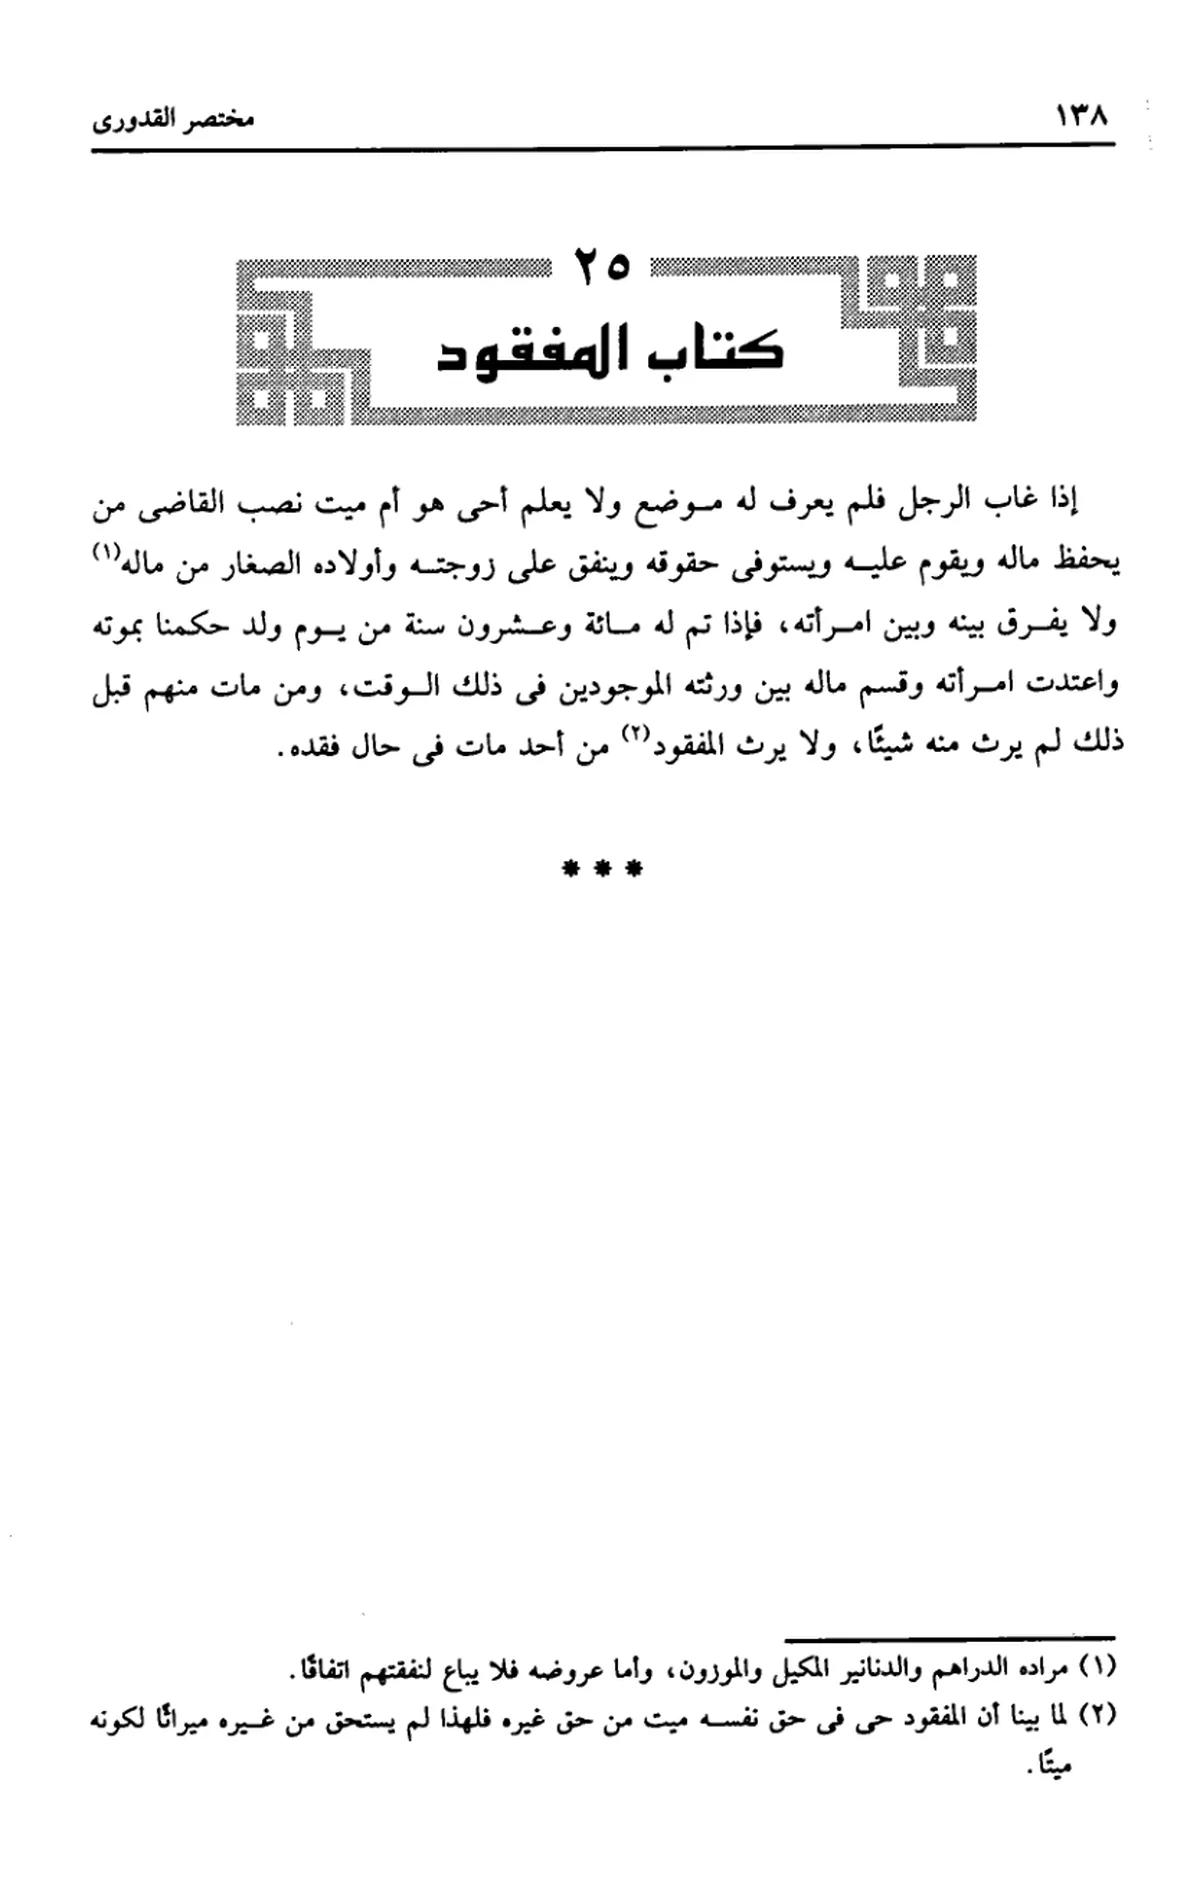 ١٣٨
مختصر القدورى
٢٥
كتاب المفقود
إذا غاب الرجل فلم يعرف له موضع ولا يعلم أحى هو أم ميت نصب القاضى من
يحفظ ماله ويقوم عليه ويستوفى حقوقه وينفق على زوجته وأولاده الصغار من ماله(١)
ولا يفرق بينه وبين امرأته، فإذا تم له مائة وعشرون سنة من يوم ولد حكمنا بموته
واعتدت امرأته وقسم ماله بين ورثته الموجودين فى ذلك الوقت، ومن مات منهم قبل
ذلك لم يرث منه شيئًا، ولا يرث المفقود(٢) من أحد مات فى حال فقده.
* * *
(١) مراده الدراهم والدنانير المكيل والموزون، وأما عروضه فلا يباع لنفقتهم اتفاقًا.
(٢) لما بينا أن المفقود حى فى حق نفسه ميت من حق غيره فلهذا لم يستحق من غيره ميراثًا لكونه
ميتًا.